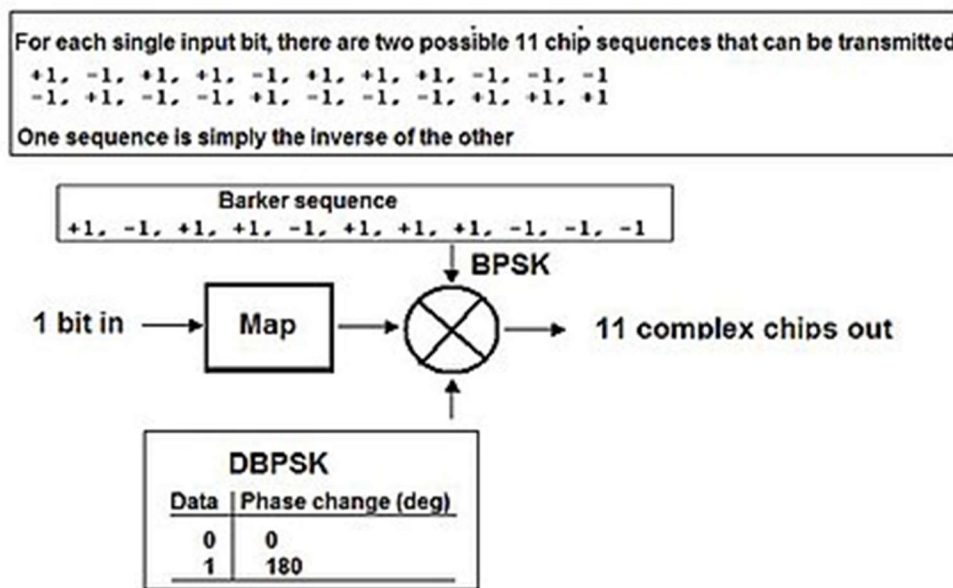 For each single input bit, there are two possible 11 chip sequences that can be transmitted
+1, -1, +1, +1, -1, +1, +1, +1, -1, -1, -1
-1, +1, -1, -1, +1, -1, -1, -1, +1, +1, +1
One sequence is simply the inverse of the other
Barker sequence
+1, -1, +1, +1, -1, +1, +1, +1, -1, -1, -1
BPSK
1 bit in
Map
11 complex chips out
DBPSK
Data Phase change (deg)
0 0
1 180